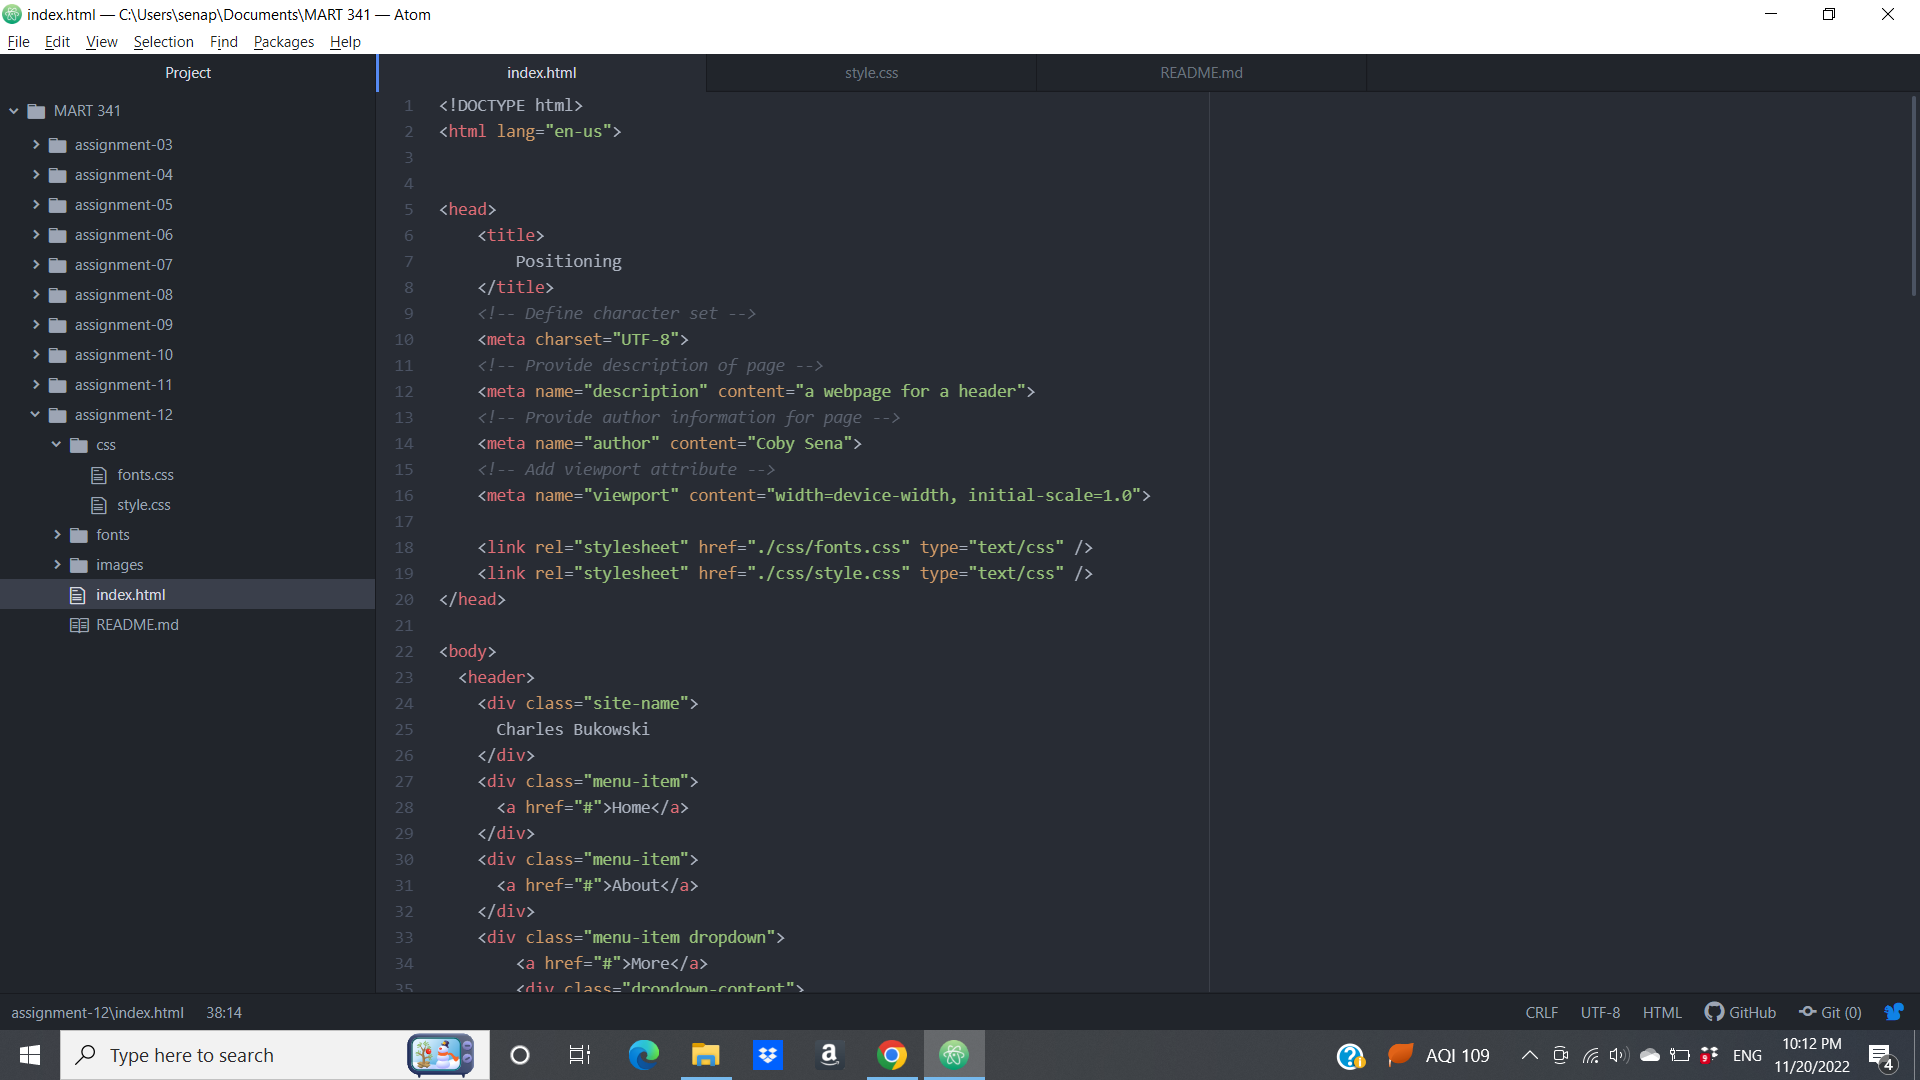 index.html — C:\Users\senap\Documents\MART 341 — Atom
File Edit View Selection Find Packages Help
Project
MART 341
assignment-03
assignment-04
assignment-05
assignment-06
assignment-07
assignment-08
assignment-09
assignment-10
assignment-11
assignment-12
css
fonts.css
style.css
fonts
images
index.html
README.md
index.html style.css README.md
1 <!DOCTYPE html>
2 <html lang="en-us">
3
4
5 <head>
6 <title>
7 Positioning
8 </title>
9 <!-- Define character set -->
10 <meta charset="UTF-8">
11 <!-- Provide description of page -->
12 <meta name="description" content="a webpage for a header">
13 <!-- Provide author information for page -->
14 <meta name="author" content="Coby Sena">
15 <!-- Add viewport attribute -->
16 <meta name="viewport" content="width=device-width, initial-scale=1.0">
17
18 <link rel="stylesheet" href="./css/fonts.css" type="text/css" />
19 <link rel="stylesheet" href="./css/style.css" type="text/css" />
20 </head>
21
22 <body>
23 <header>
24 <div class="site-name">
25 Charles Bukowski
26 </div>
27 <div class="menu-item">
28 <a href="#">Home</a>
29 </div>
30 <div class="menu-item">
31 <a href="#">About</a>
32 </div>
33 <div class="menu-item dropdown">
34 <a href="#">More</a>
35 <div class="dropdown-content">
assignment-12\index.html 38:14 CRLF UTF-8 HTML GitHub Git (0)
Type here to search
AQI 109 9 ENG
10:12 PM
11/20/2022
4